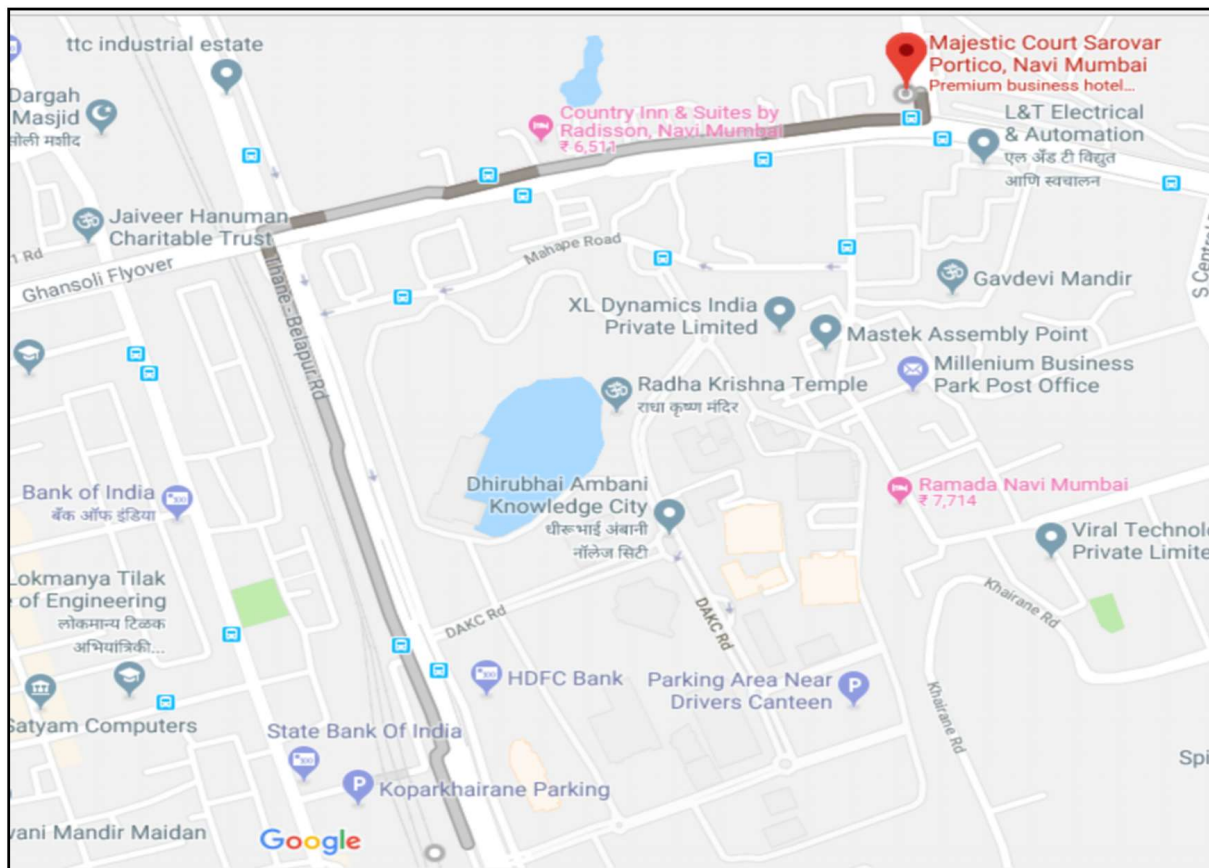 ttc industrial estate
Majestic Court Sarovar
Portico, Navi Mumbai
Premium business hotel...
Dargah
Masjid
सोली मशीद
Country Inn & Suites by
Radisson, Navi Mumbai
₹ 6,511
L&T Electrical
& Automation
एल अँड टी विद्युत
आणि स्वचालन
Jaiveer Hanuman
Charitable Trust
1 Rd
Ghansoli Flyover
Mahape Road
S Central
Gavdevi Mandir
Thane - Belapur Rd
XL Dynamics India
Private Limited
Mastek Assembly Point
Millenium Business
Park Post Office
Radha Krishna Temple
राधा कृष्ण मंदिर
Bank of India
बँक ऑफ इंडिया
Dhirubhai Ambani
Knowledge City
धीरूभाई अंबानी
नॉलेज सिटी
Ramada Navi Mumbai
₹ 7,714
Viral Technolo
Private Limite
Lokmanya Tilak
e of Engineering
लोकमान्य टिळक
अभियांत्रिकी...
Khairane Rd
DAKC Rd
DAKC Rd
HDFC Bank
Parking Area Near
Drivers Canteen
Khairane Rd
Satyam Computers
State Bank Of India
Spi
Koparkhairane Parking
vani Mandir Maidan
Google